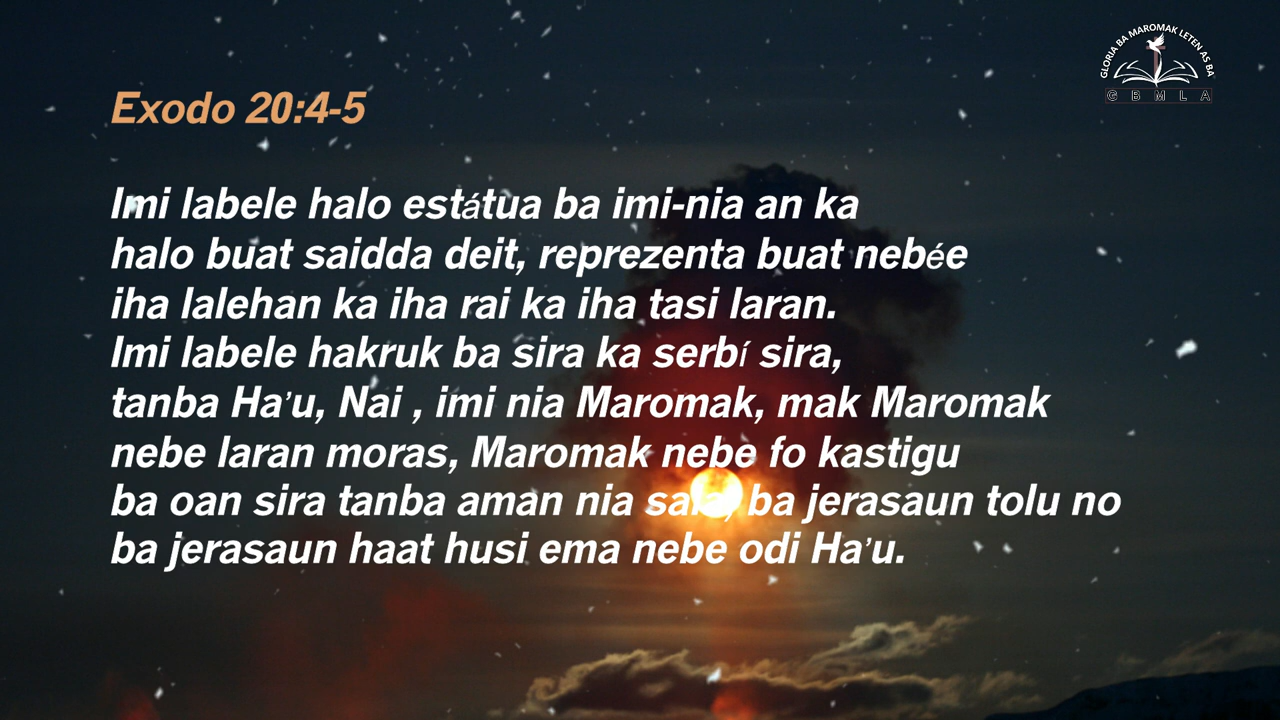 GLORIA BA MAROMAK LETEN AS BA
G B M L A
Exodo 20:4-5
Imi labele halo estátua ba imi-nia an ka
halo buat saidda deit, reprezenta buat nebée
iha lalehan ka iha rai ka iha tasi laran.
Imi labele hakruk ba sira ka serbí sira,
tanba Ha’u, Nai , imi nia Maromak, mak Maromak
nebe laran moras, Maromak nebe fo kastigu
ba oan sira tanba aman nia sala, ba jerasaun tolu no
ba jerasaun haat husi ema nebe odi Ha’u.